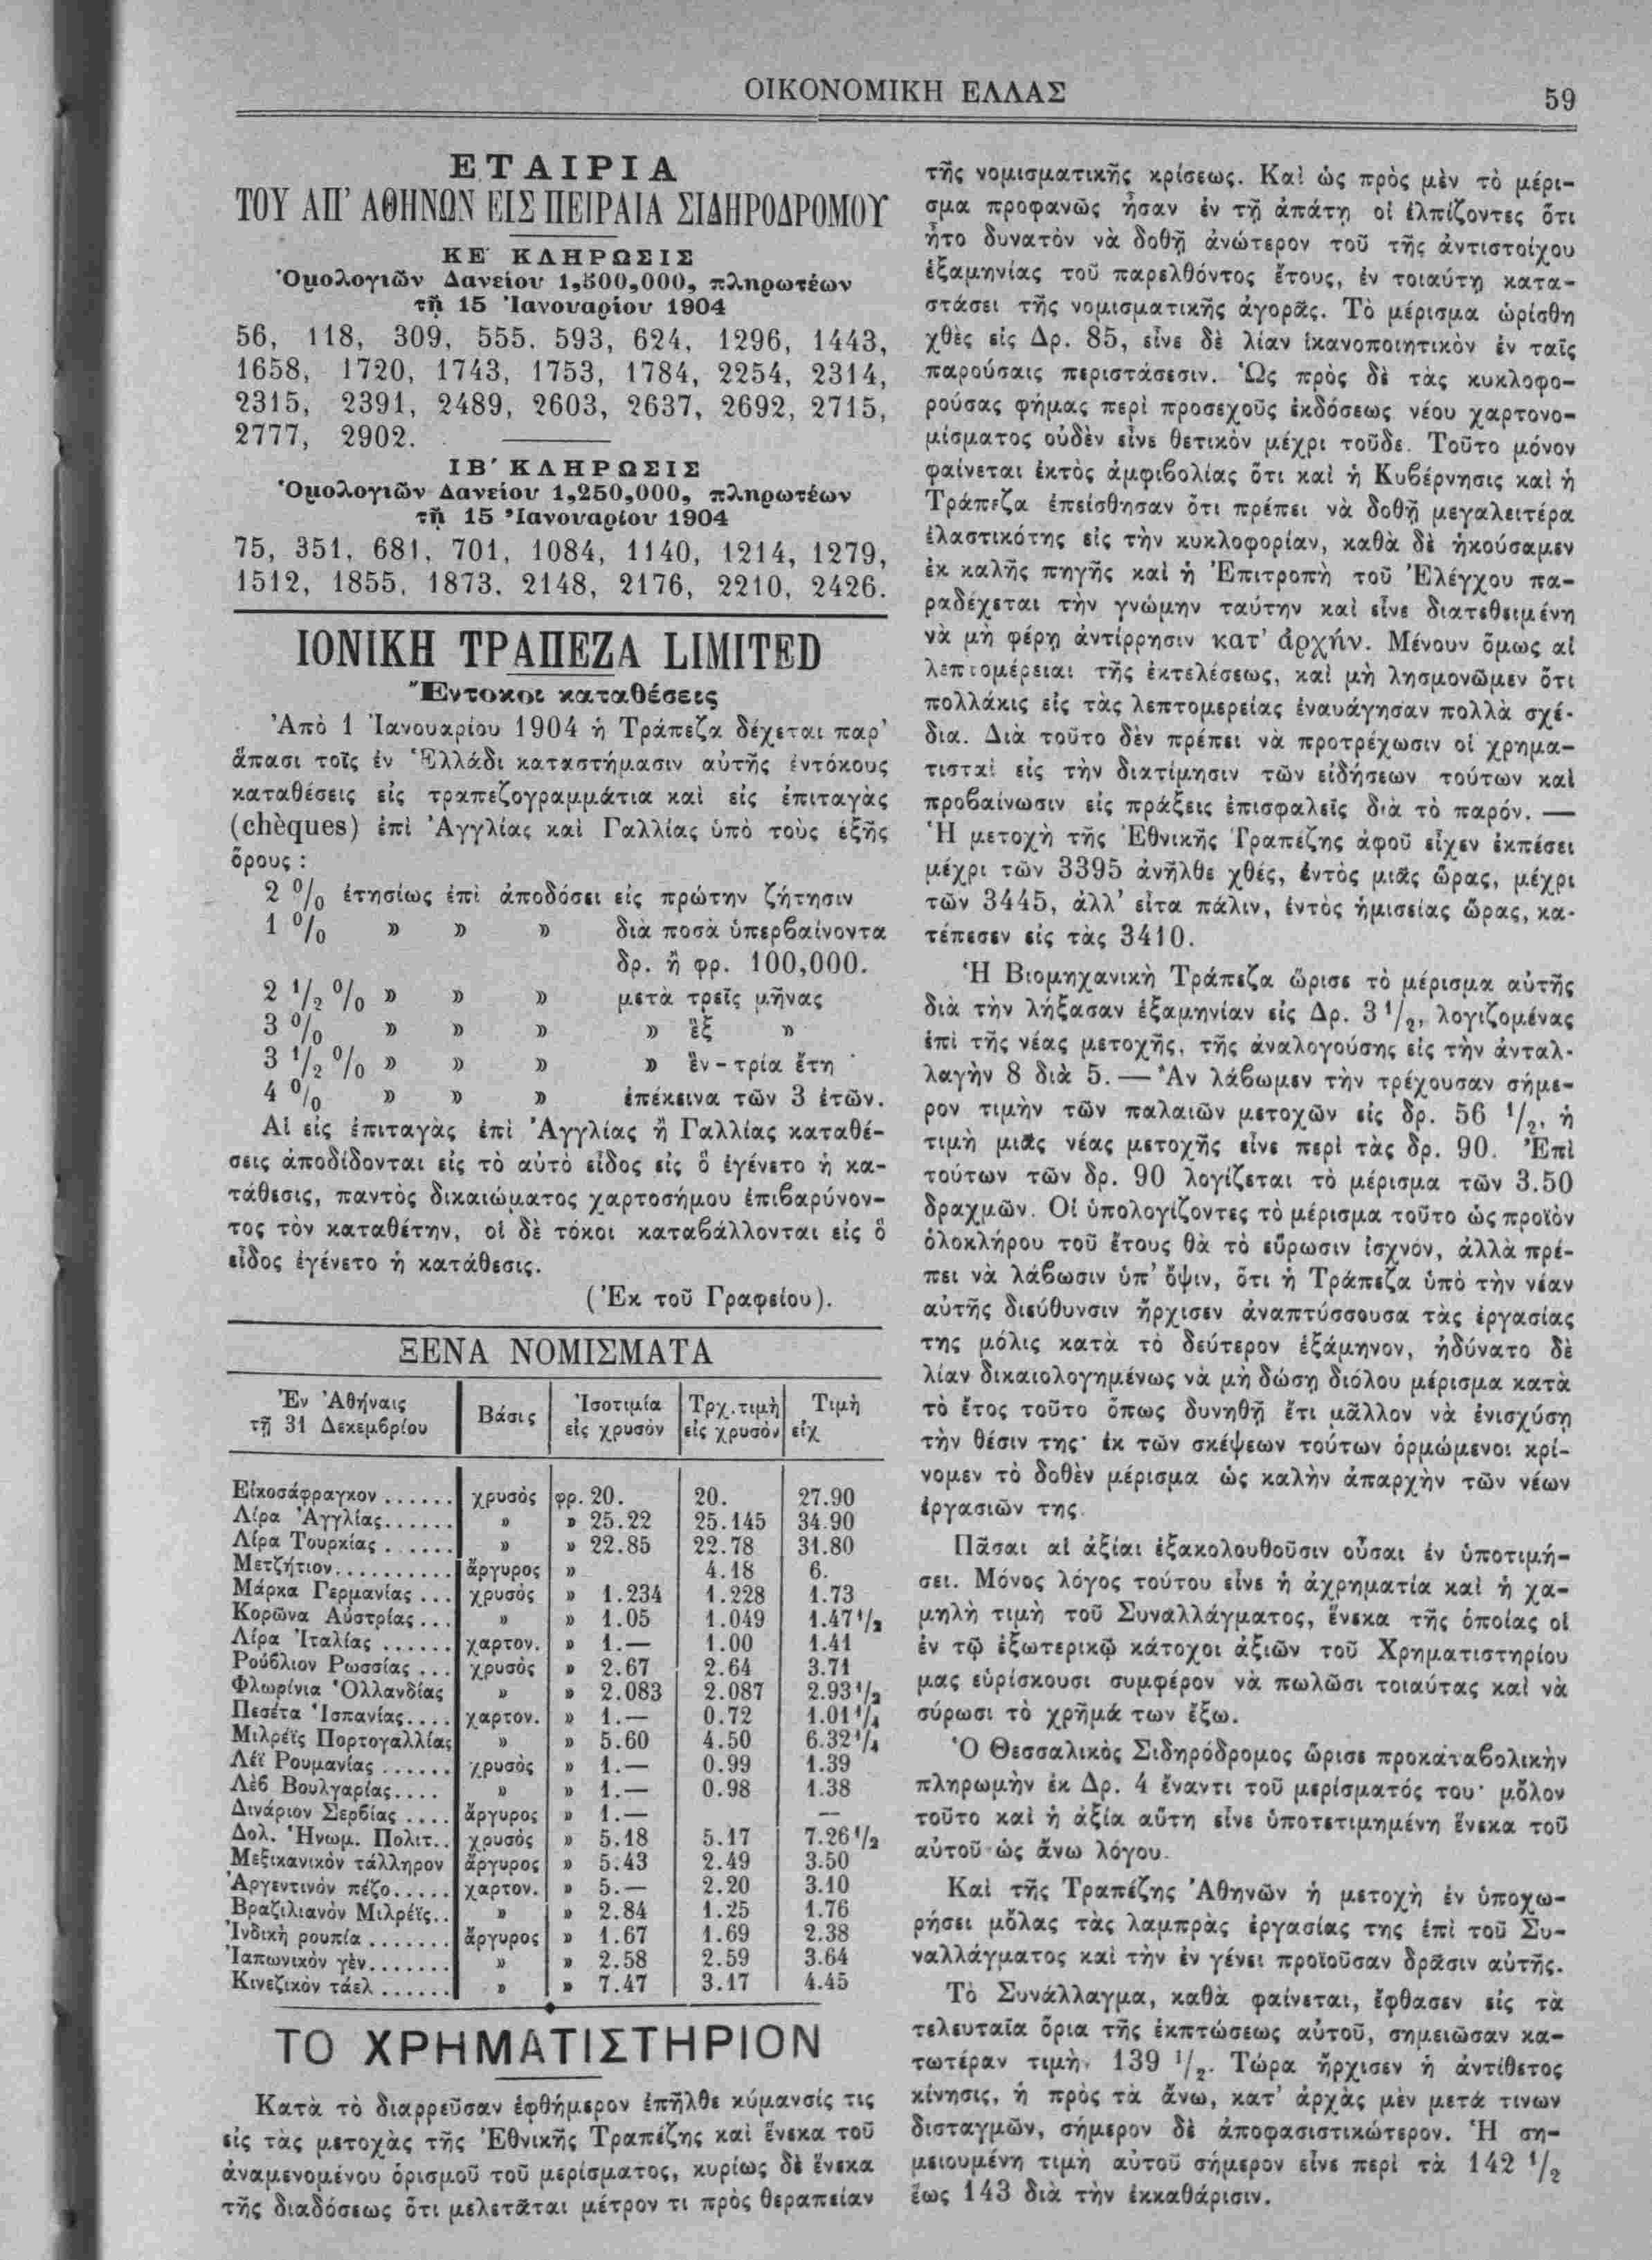 ΟΙΚΟΝΟΜΙΚΗ ΕΛΛΑΣ
59
ΕΤΑΙΡΙΑ
ΤΟΥ ΑΠ' ΑΘΗΝΩΝ ΕΙΣ ΠΕΙΡΑΙΑ ΣΙΔΗΡΟΔΡΟΜΟΥ
ΚΕ' ΚΛΗΡΩΣΙΣ
Ὁμολογιῶν Δανείου 1,500,000, πληρωτέων
τῇ 15 Ἰανουαρίου 1904
56, 118, 309, 555. 593, 624, 1296, 1443,
1658, 1720, 1743, 1753, 1784, 2254, 2314,
2315, 2391, 2489, 2603, 2637, 2692, 2715,
2777, 2902.
ΙΒ' ΚΛΗΡΩΣΙΣ
Ὁμολογιῶν Δανείου 1,250,000, πληρωτέων
τῇ 15 Ἰανουαρίου 1904
75, 351, 681, 701, 1084, 1140, 1214, 1279,
1512, 1855, 1873, 2148, 2176, 2210, 2426.
ΙΟΝΙΚΗ ΤΡΑΠΕΖΑ LIMITED
Ἔντοκοι καταθέσεις
Ἀπὸ 1 Ἰανουαρίου 1904 ἡ Τράπεζα δέχεται παρ'
ἅπασι τοῖς ἐν Ἑλλάδι καταστήμασιν αὐτῆς ἐντόκους
καταθέσεις εἰς τραπεζογραμμάτια καὶ εἰς ἐπιταγὰς
(chèques) ἐπὶ Ἀγγλίας καὶ Γαλλίας ὑπὸ τοὺς ἑξῆς
ὅρους :
2 % ἐτησίως ἐπὶ ἀποδόσει εἰς πρώτην ζήτησιν
1 % » » » διὰ ποσὰ ὑπερβαίνοντα
δρ. ἢ φρ. 100,000.
2 1/2 % » » » μετὰ τρεῖς μῆνας
3 % » » » » ἓξ »
3 1/2 % » » » » ἓν – τρία ἔτη
4 % » » » ἐπέκεινα τῶν 3 ἐτῶν.
Αἱ εἰς ἐπιταγὰς ἐπὶ Ἀγγλίας ἢ Γαλλίας καταθέ-
σεις ἀποδίδονται εἰς τὸ αὐτὸ εἶδος εἰς ὃ ἐγένετο ἡ κα-
τάθεσις, παντὸς δικαιώματος χαρτοσήμου ἐπιβαρύνον-
τος τὸν καταθέτην, οἱ δὲ τόκοι καταβάλλονται εἰς ὃ
εἶδος ἐγένετο ἡ κατάθεσις.
(Ἐκ τοῦ Γραφείου).
ΞΕΝΑ ΝΟΜΙΣΜΑΤΑ
Ἐν Ἀθήναις τῇ 31 Δεκεμβρίου | Βάσις | Ἰσοτιμία εἰς χρυσὸν | Τρχ. τιμὴ εἰς χρυσὸν | Τιμὴ εἰχ
Εἰκοσάφραγκον ...... χρυσὸς φρ. 20. 20. 27.90
Λίρα Ἀγγλίας...... » » 25.22 25.145 34.90
Λίρα Τουρκίας ...... » » 22.85 22.78 31.80
Μετζήτιον.......... ἄργυρος » 4.18 6.
Μάρκα Γερμανίας ... χρυσὸς » 1.234 1.228 1.73
Κορῶνα Αὐστρίας... » » 1.05 1.049 1.47 1/2
Λίρα Ἰταλίας ...... χαρτον. » 1.— 1.00 1.41
Ρούβλιον Ρωσσίας ... χρυσὸς » 2.67 2.64 3.71
Φλωρίνια Ὁλλανδίας » » 2.083 2.087 2.93 1/2
Πεσέτα Ἱσπανίας.... χαρτον. » 1.— 0.72 1.01 1/4
Μιλρέϊς Πορτογαλλίας » » 5.60 4.50 6.32 1/4
Λέϊ Ρουμανίας ...... χρυσὸς » 1.— 0.99 1.39
Λὲβ Βουλγαρίας.... » » 1.— 0.98 1.38
Δινάριον Σερβίας .... ἄργυρος » 1.— —
Δολ. Ἡνωμ. Πολιτ.. χρυσὸς » 5.18 5.17 7.26 1/2
Μεξικανικὸν τάλληρον ἄργυρος » 5.43 2.49 3.50
Ἀργεντινὸν πέζο..... χαρτον. » 5.— 2.20 3.10
Βραζιλιανὸν Μιλρέϊς.. » » 2.84 1.25 1.76
Ἰνδικὴ ρουπία ....... ἄργυρος » 1.67 1.69 2.38
Ἰαπωνικὸν γὲν....... » » 2.58 2.59 3.64
Κινεζικὸν τάελ ...... » » 7.47 3.17 4.45
ΤΟ ΧΡΗΜΑΤΙΣΤΗΡΙΟΝ
Κατὰ τὸ διαρρεῦσαν ἑφθήμερον ἐπῆλθε κύμανσίς τις
εἰς τὰς μετοχὰς τῆς Ἐθνικῆς Τραπέζης καὶ ἕνεκα τοῦ
ἀναμενομένου ὁρισμοῦ τοῦ μερίσματος, κυρίως δὲ ἕνεκα
τῆς διαδόσεως ὅτι μελετᾶται μέτρον τι πρὸς θεραπείαν
τῆς νομισματικῆς κρίσεως. Καὶ ὡς πρὸς μὲν τὸ μέρι-
σμα προφανῶς ἦσαν ἐν τῇ ἀπάτῃ οἱ ἐλπίζοντες ὅτι
ἦτο δυνατὸν νὰ δοθῇ ἀνώτερον τοῦ τῆς ἀντιστοίχου
ἑξαμηνίας τοῦ παρελθόντος ἔτους, ἐν τοιαύτῃ κατα-
στάσει τῆς νομισματικῆς ἀγορᾶς. Τὸ μέρισμα ὡρίσθη
χθὲς εἰς Δρ. 85, εἶνε δὲ λίαν ἱκανοποιητικὸν ἐν ταῖς
παρούσαις περιστάσεσιν. Ὡς πρὸς δὲ τὰς κυκλοφο-
ρούσας φήμας περὶ προσεχοῦς ἐκδόσεως νέου χαρτονο-
μίσματος οὐδὲν εἶνε θετικὸν μέχρι τοῦδε. Τοῦτο μόνον
φαίνεται ἐκτὸς ἀμφιβολίας ὅτι καὶ ἡ Κυβέρνησις καὶ ἡ
Τράπεζα ἐπείσθησαν ὅτι πρέπει νὰ δοθῇ μεγαλειτέρα
ἐλαστικότης εἰς τὴν κυκλοφορίαν, καθὰ δὲ ἠκούσαμεν
ἐκ καλῆς πηγῆς καὶ ἡ Ἐπιτροπὴ τοῦ Ἐλέγχου πα-
ραδέχεται τὴν γνώμην ταύτην καὶ εἶνε διατεθειμένη
νὰ μὴ φέρῃ ἀντίρρησιν κατ' ἀρχήν. Μένουν ὅμως αἱ
λεπτομέρειαι τῆς ἐκτελέσεως, καὶ μὴ λησμονῶμεν ὅτι
πολλάκις εἰς τὰς λεπτομερείας ἐναυάγησαν πολλὰ σχέ-
δια. Διὰ τοῦτο δὲν πρέπει νὰ προτρέχωσιν οἱ χρημα-
τισταὶ εἰς τὴν διατίμησιν τῶν εἰδήσεων τούτων καὶ
προβαίνωσιν εἰς πράξεις ἐπισφαλεῖς διὰ τὸ παρόν. —
Ἡ μετοχὴ τῆς Ἐθνικῆς Τραπέζης ἀφοῦ εἶχεν ἐκπέσει
μέχρι τῶν 3395 ἀνῆλθε χθές, ἐντὸς μιᾶς ὥρας, μέχρι
τῶν 3445, ἀλλ' εἶτα πάλιν, ἐντὸς ἡμισείας ὥρας, κα-
τέπεσεν εἰς τὰς 3410.
Ἡ Βιομηχανικὴ Τράπεζα ὥρισε τὸ μέρισμα αὐτῆς
διὰ τὴν λήξασαν ἑξαμηνίαν εἰς Δρ. 3 1/2, λογιζομένας
ἐπὶ τῆς νέας μετοχῆς, τῆς ἀναλογούσης εἰς τὴν ἀνταλ-
λαγὴν 8 διὰ 5. — Ἂν λάβωμεν τὴν τρέχουσαν σήμε-
ρον τιμὴν τῶν παλαιῶν μετοχῶν εἰς δρ. 56 1/2, ἡ
τιμὴ μιᾶς νέας μετοχῆς εἶνε περὶ τὰς δρ. 90. Ἐπὶ
τούτων τῶν δρ. 90 λογίζεται τὸ μέρισμα τῶν 3.50
δραχμῶν. Οἱ ὑπολογίζοντες τὸ μέρισμα τοῦτο ὡς προϊὸν
ὁλοκλήρου τοῦ ἔτους θὰ τὸ εὕρωσιν ἰσχνόν, ἀλλὰ πρέ-
πει νὰ λάβωσιν ὑπ' ὄψιν, ὅτι ἡ Τράπεζα ὑπὸ τὴν νέαν
αὐτῆς διεύθυνσιν ἤρχισεν ἀναπτύσσουσα τὰς ἐργασίας
της μόλις κατὰ τὸ δεύτερον ἑξάμηνον, ἠδύνατο δὲ
λίαν δικαιολογημένως νὰ μὴ δώσῃ διόλου μέρισμα κατὰ
τὸ ἔτος τοῦτο ὅπως δυνηθῇ ἔτι μᾶλλον νὰ ἐνισχύσῃ
τὴν θέσιν της· ἐκ τῶν σκέψεων τούτων ὁρμώμενοι κρί-
νομεν τὸ δοθὲν μέρισμα ὡς καλὴν ἀπαρχὴν τῶν νέων
ἐργασιῶν της.
Πᾶσαι αἱ ἀξίαι ἐξακολουθοῦσιν οὖσαι ἐν ὑποτιμή-
σει. Μόνος λόγος τούτου εἶνε ἡ ἀχρηματία καὶ ἡ χα-
μηλὴ τιμὴ τοῦ Συναλλάγματος, ἕνεκα τῆς ὁποίας οἱ
ἐν τῷ ἐξωτερικῷ κάτοχοι ἀξιῶν τοῦ Χρηματιστηρίου
μας εὑρίσκουσι συμφέρον νὰ πωλῶσι τοιαύτας καὶ νὰ
σύρωσι τὸ χρῆμά των ἔξω.
Ὁ Θεσσαλικὸς Σιδηρόδρομος ὥρισε προκαταβολικὴν
πληρωμὴν ἐκ Δρ. 4 ἔναντι τοῦ μερίσματός του· μὅλον
τοῦτο καὶ ἡ ἀξία αὕτη εἶνε ὑποτετιμημένη ἕνεκα τοῦ
αὐτοῦ ὡς ἄνω λόγου.
Καὶ τῆς Τραπέζης Ἀθηνῶν ἡ μετοχὴ ἐν ὑποχω-
ρήσει μὅλας τὰς λαμπρὰς ἐργασίας της ἐπὶ τοῦ Συ-
ναλλάγματος καὶ τὴν ἐν γένει προϊοῦσαν δρᾶσιν αὐτῆς.
Τὸ Συνάλλαγμα, καθὰ φαίνεται, ἔφθασεν εἰς τὰ
τελευταῖα ὅρια τῆς ἐκπτώσεως αὐτοῦ, σημειῶσαν κα-
τωτέραν τιμὴν 139 1/2. Τώρα ἤρχισεν ἡ ἀντίθετος
κίνησις, ἡ πρὸς τὰ ἄνω, κατ' ἀρχὰς μὲν μετά τινων
δισταγμῶν, σήμερον δὲ ἀποφασιστικώτερον. Ἡ ση-
μειουμένη τιμὴ αὐτοῦ σήμερον εἶνε περὶ τὰ 142 1/2
ἕως 143 διὰ τὴν ἐκκαθάρισιν.